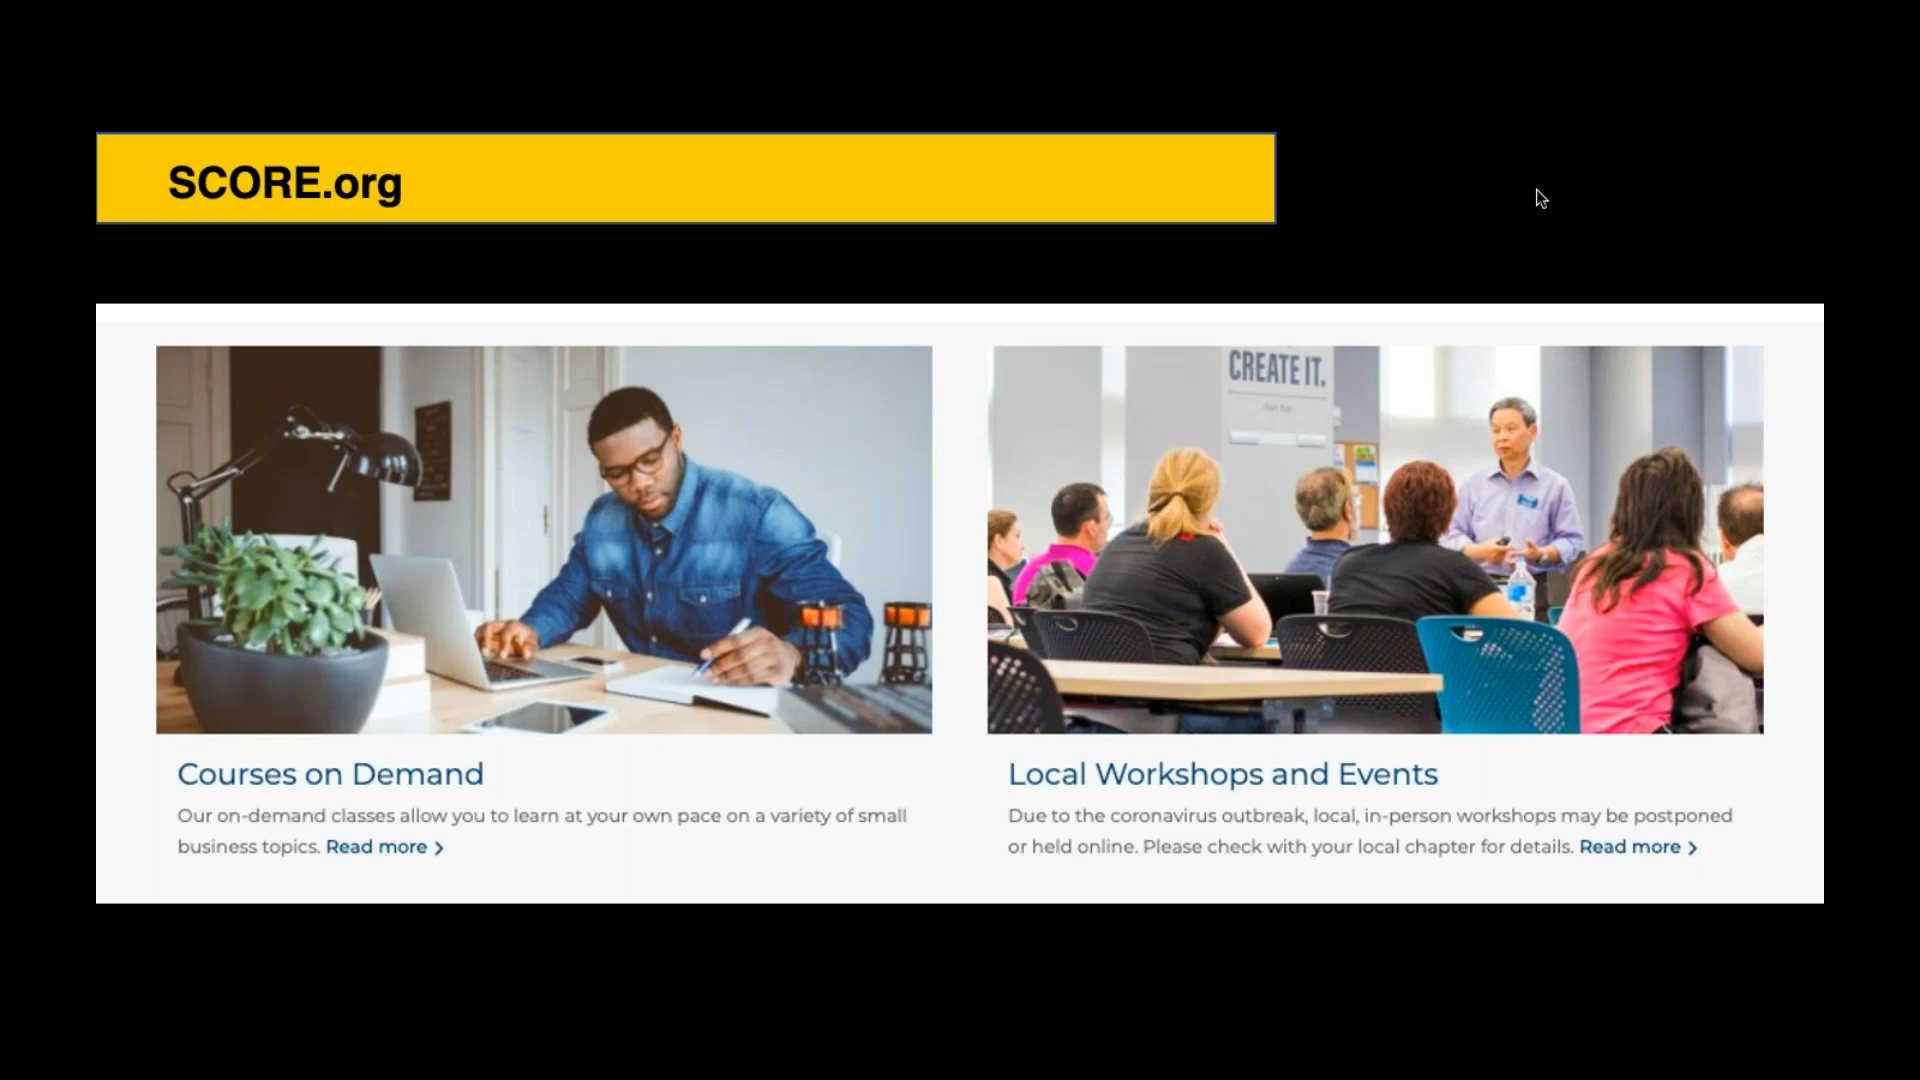 SCORE.org
CREATE IT.
Courses on Demand
Our on-demand classes allow you to learn at your own pace on a variety of small
business topics. Read more
Local Workshops and Events
Due to the coronavirus outbreak, local, in-person workshops may be postponed
or held online. Please check with your local chapter for details. Read more